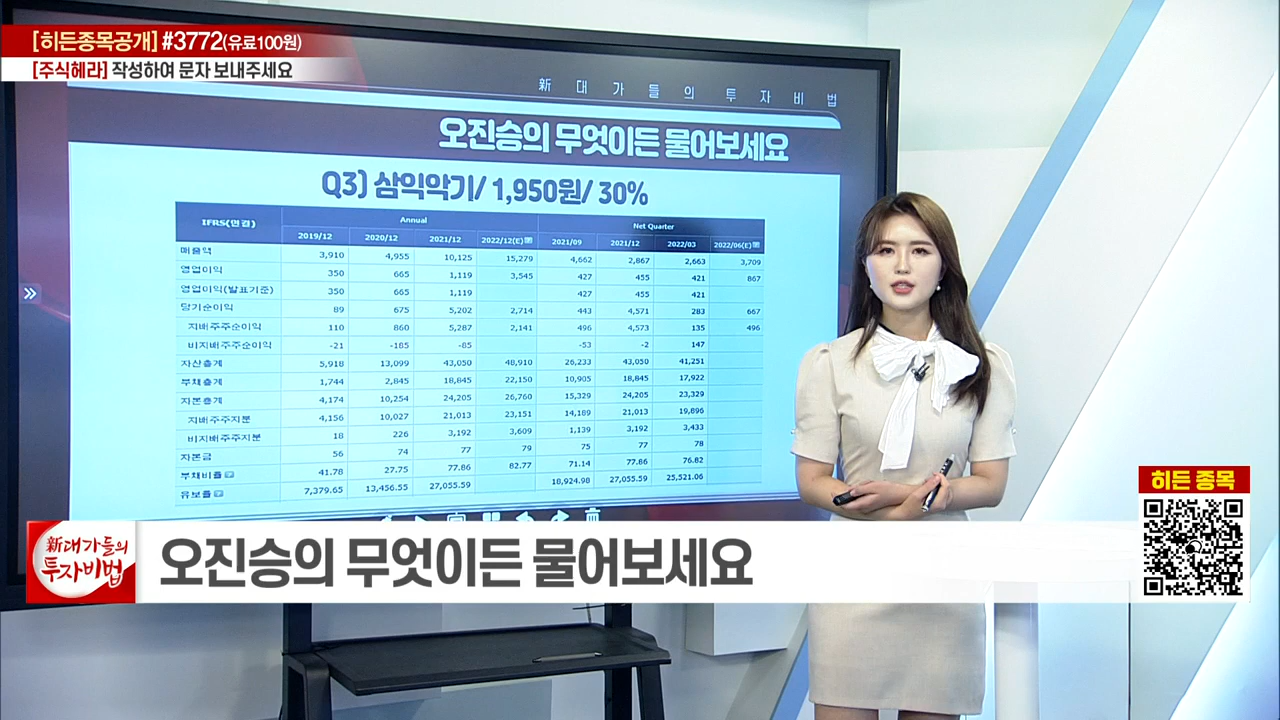 [히든종목공개] #3772(유료100원)
[주식헤라] 작성하여 문자 보내주세요
新 대 가 들 의 투 자 비 법
오진승의 무엇이든 물어보세요
Q3) 삼익악기/ 1,950원/ 30%
IFRS(연결) Annual Net Quarter
2019/12 2020/12 2021/12 2022/12(E) 2021/09 2021/12 2022/03 2022/06(E)
매출액 3,910 4,955 10,125 15,279 4,662 2,867 2,663 3,709
영업이익 350 665 1,119 3,545 427 455 421 867
영업이익(발표기준) 350 665 1,119 427 455 421
당기순이익 89 675 5,202 2,714 443 4,571 283 667
지배주주순이익 110 860 5,287 2,141 496 4,573 135 496
비지배주주순이익 -21 -185 -85 -53 -2 147
자산총계 5,918 13,099 43,050 48,910 26,233 43,050 41,251
부채총계 1,744 2,845 18,845 22,150 10,905 18,845 17,922
자본총계 4,174 10,254 24,205 26,760 15,329 24,205 23,329
지배주주지분 4,156 10,027 21,013 23,151 14,189 21,013 19,896
비지배주주지분 18 226 3,192 3,609 1,139 3,192 3,433
자본금 56 74 77 79 75 77 78
부채비율 41.78 27.75 77.86 82.77 71.14 77.86 76.82
유보율 7,379.65 13,456.55 27,055.59 18,924.98 27,055.59 25,521.06
히든 종목
新대가들의
투자비법
오진승의 무엇이든 물어보세요